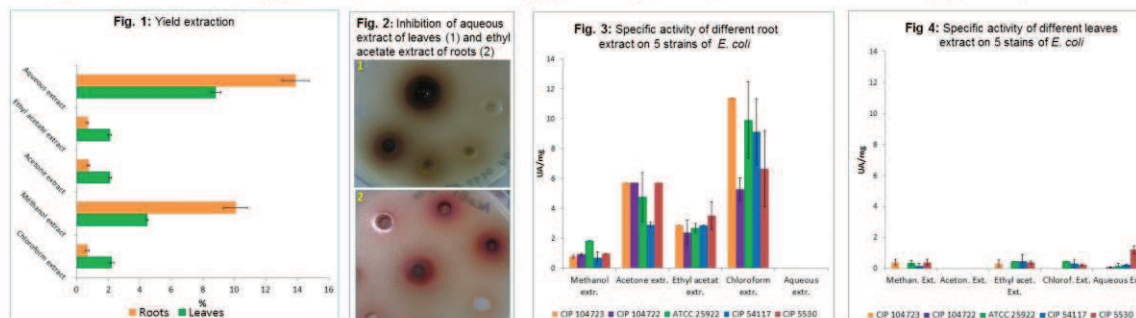 Fig. 1: Yield extraction
Aqueous extract
Ethyl acetate extract
Acetone extract
Methanol extract
Chloroform extract
0 2 4 6 8 10 12 14 16
%
Roots Leaves
Fig. 2: Inhibition of aqueous
extract of leaves (1) and ethyl
acetate extract of roots (2)
1
2
Fig. 3: Specific activity of different root
extract on 5 strains of E. coli
UA/mg
14
12
10
8
6
4
2
0
Methanol Acetone extr. Ethyl acetat Chloroform Aqueous
extr. extr. extr. extr.
CIP 104723 CIP 104722 ATCC 25922 CIP 54117 CIP 5530
Fig 4: Specific activity of different leaves
extract on 5 stains of E. coli
UA/mg
14
12
10
8
6
4
2
0
Methan. Ext. Aceton. Ext. Ethyl acet. Chlorof. Ext. Aqueous Ex
Ext.
CIP 104723 CIP 104722 ATCC 25922 CIP 54117 CIP 5530